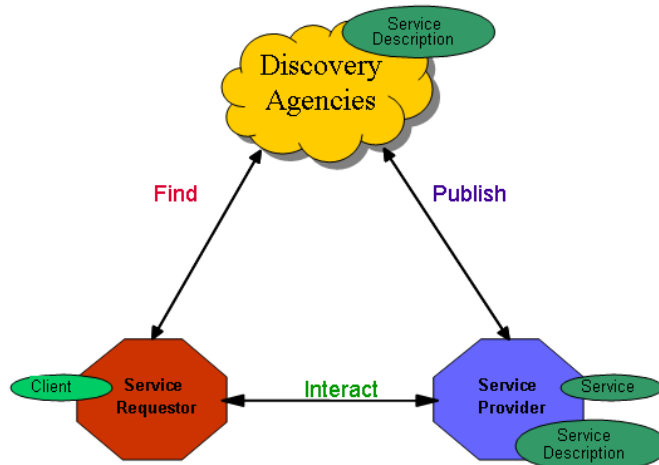 Service
Description
Discovery
Agencies
Find
Publish
Client
Service
Requestor
Interact
Service
Provider
Service
Service
Description